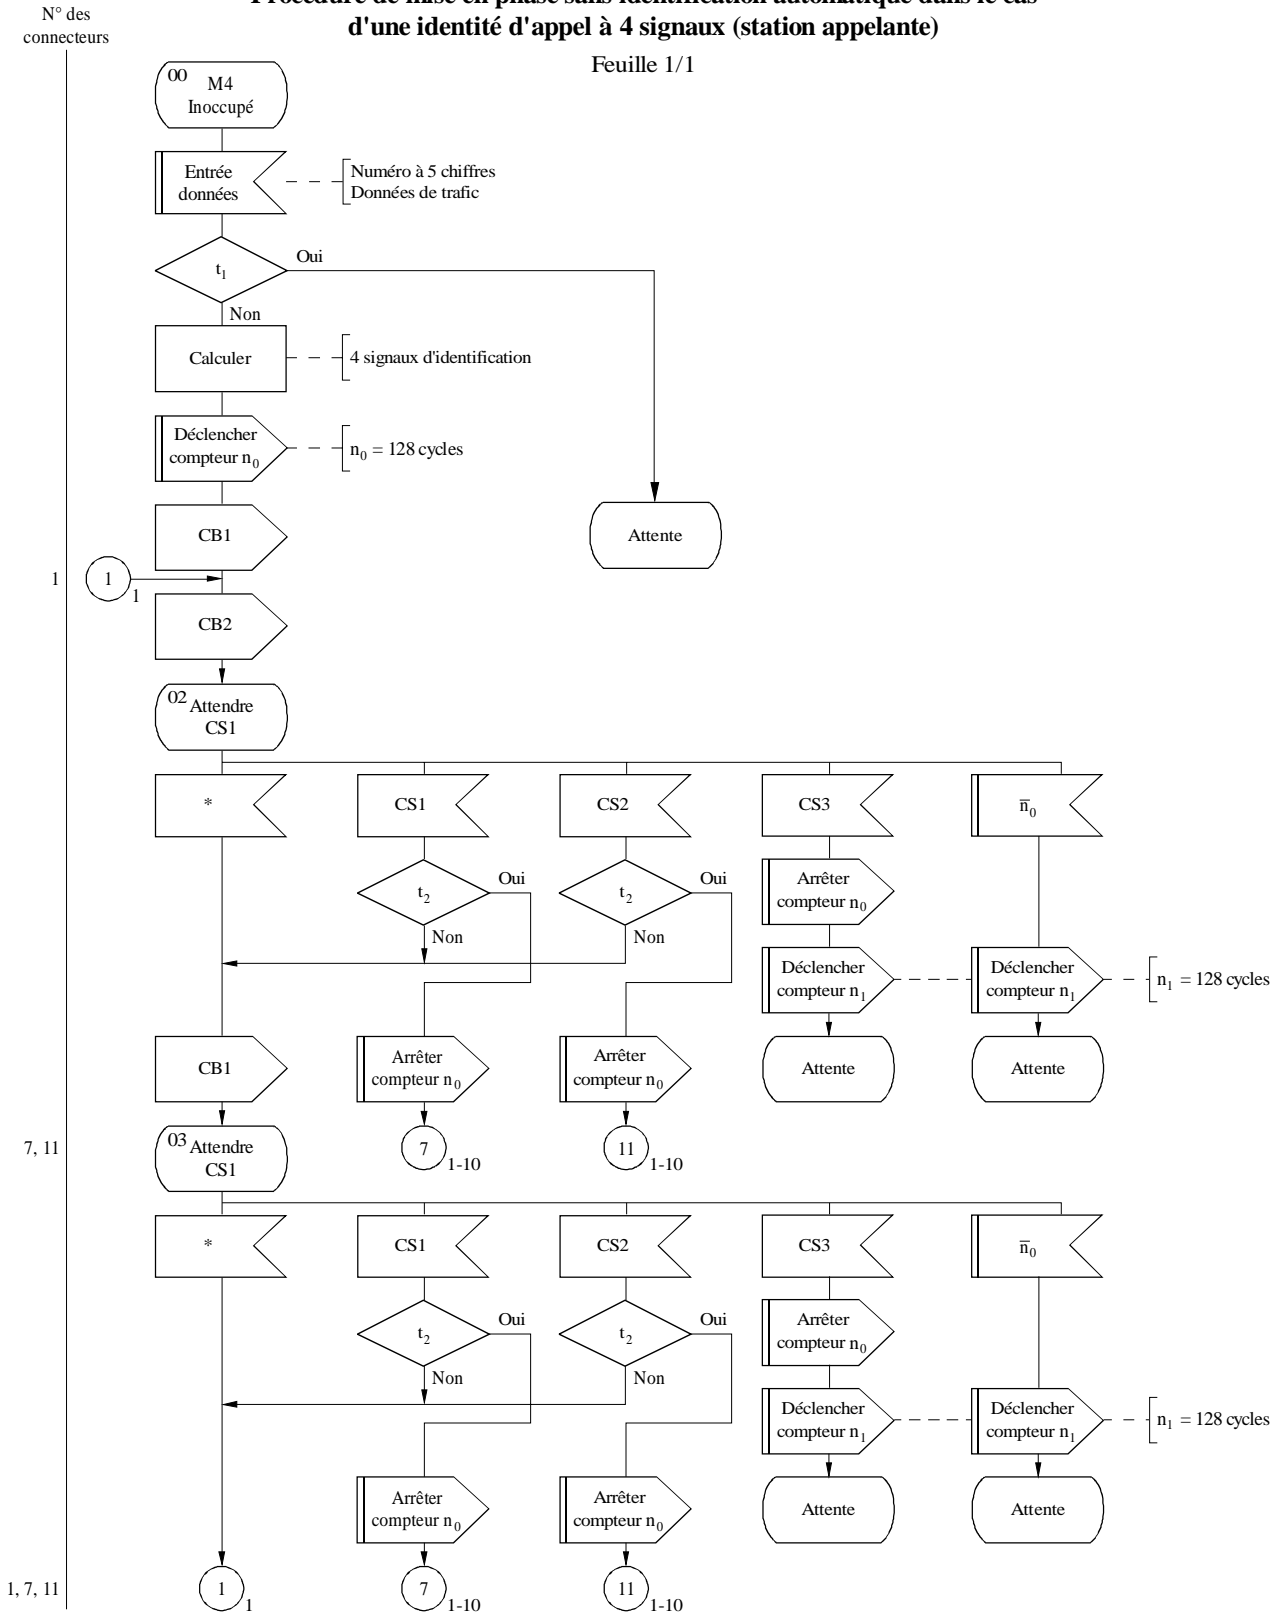 Procédure de mise en phase sans identification automatique dans le cas
d'une identité d'appel à 4 signaux (station appelante)
Feuille 1/1
N° des
connecteurs
00 M4
Inoccupé
Entrée
données
Numéro à 5 chiffres
Données de trafic
t1
Oui
Non
Calculer
4 signaux d'identification
Déclencher
compteur n0
n0 = 128 cycles
CB1
Attente
1
1
1
CB2
02 Attendre
CS1
*
CS1
CS2
CS3
n̅0
t2
Oui
Non
t2
Oui
Non
Arrêter
compteur n0
Déclencher
compteur n1
Déclencher
compteur n1
n1 = 128 cycles
CB1
Arrêter
compteur n0
Arrêter
compteur n0
Attente
Attente
7, 11
03 Attendre
CS1
7
1-10
11
1-10
*
CS1
CS2
CS3
n̅0
t2
Oui
Non
t2
Oui
Non
Arrêter
compteur n0
Déclencher
compteur n1
Déclencher
compteur n1
n1 = 128 cycles
Arrêter
compteur n0
Arrêter
compteur n0
Attente
Attente
1, 7, 11
1
1
7
1-10
11
1-10